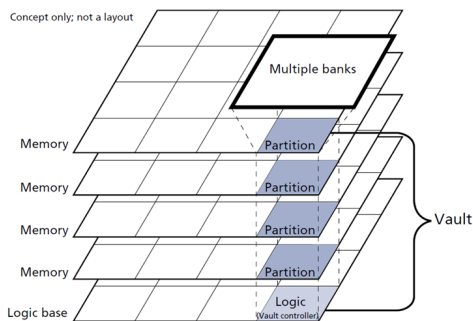 Concept only; not a layout
Multiple banks
Memory
Partition
Memory
Partition
Vault
Memory
Partition
Memory
Partition
Logic base
Logic
(Vault controller)